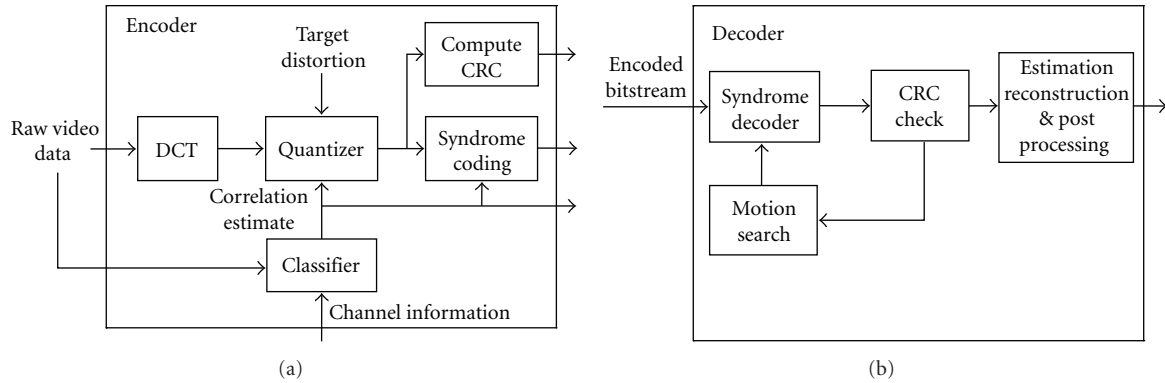 Encoder
Target
distortion
Compute
CRC
Raw video
data
DCT
Quantizer
Syndrome
coding
Correlation
estimate
Classifier
Channel information
(a)
Decoder
Encoded
bitstream
Syndrome
decoder
CRC
check
Estimation
reconstruction
& post
processing
Motion
search
(b)